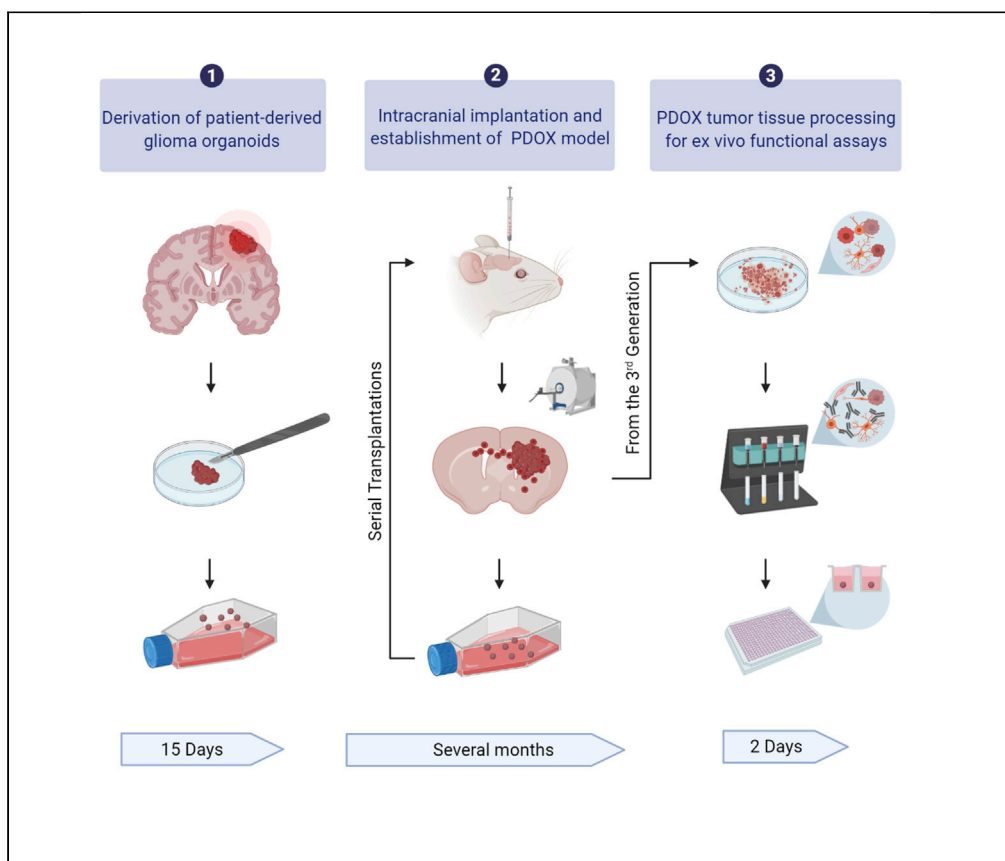 1
Derivation of patient-derived
glioma organoids
2
Intracranial implantation and
establishment of PDOX model
3
PDOX tumor tissue processing
for ex vivo functional assays
Serial Transplantations
From the 3rd Generation
15 Days
Several months
2 Days